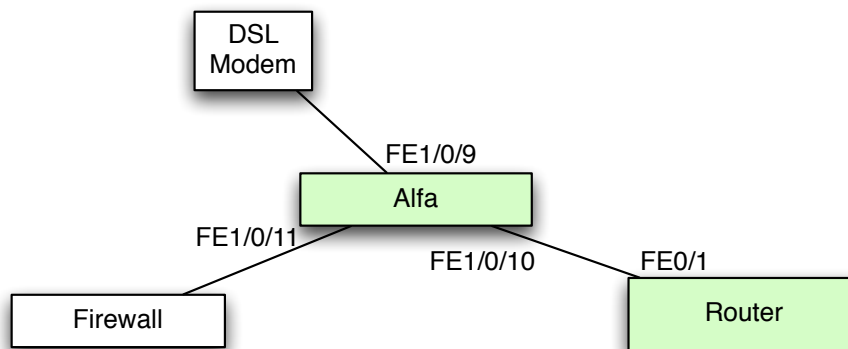 DSL
Modem
FE1/0/9
Alfa
FE1/0/11
FE1/0/10
FE0/1
Firewall
Router